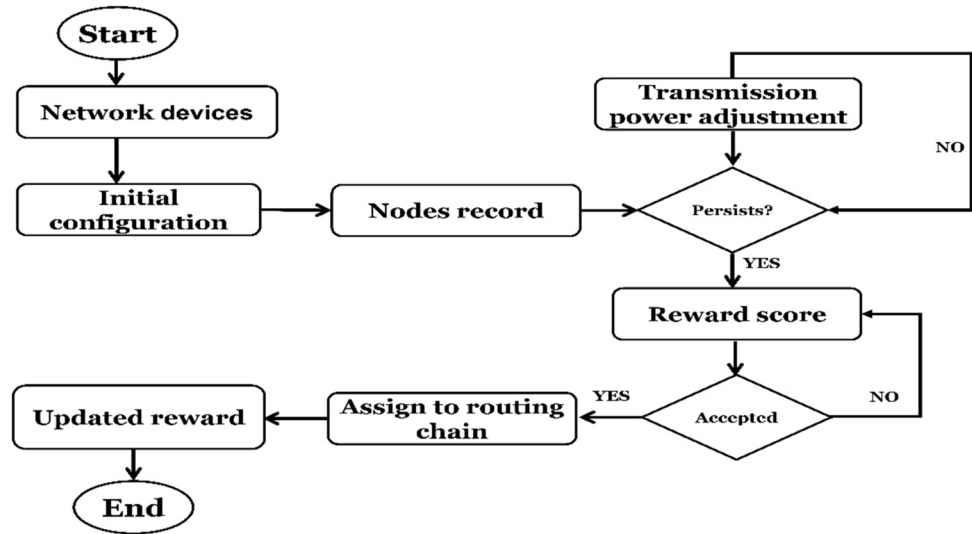 Start
Network devices
Initial
configuration
Nodes record
Transmission
power adjustment
NO
Persists?
YES
Reward score
Accepted
NO
YES
Assign to routing
chain
Updated reward
End